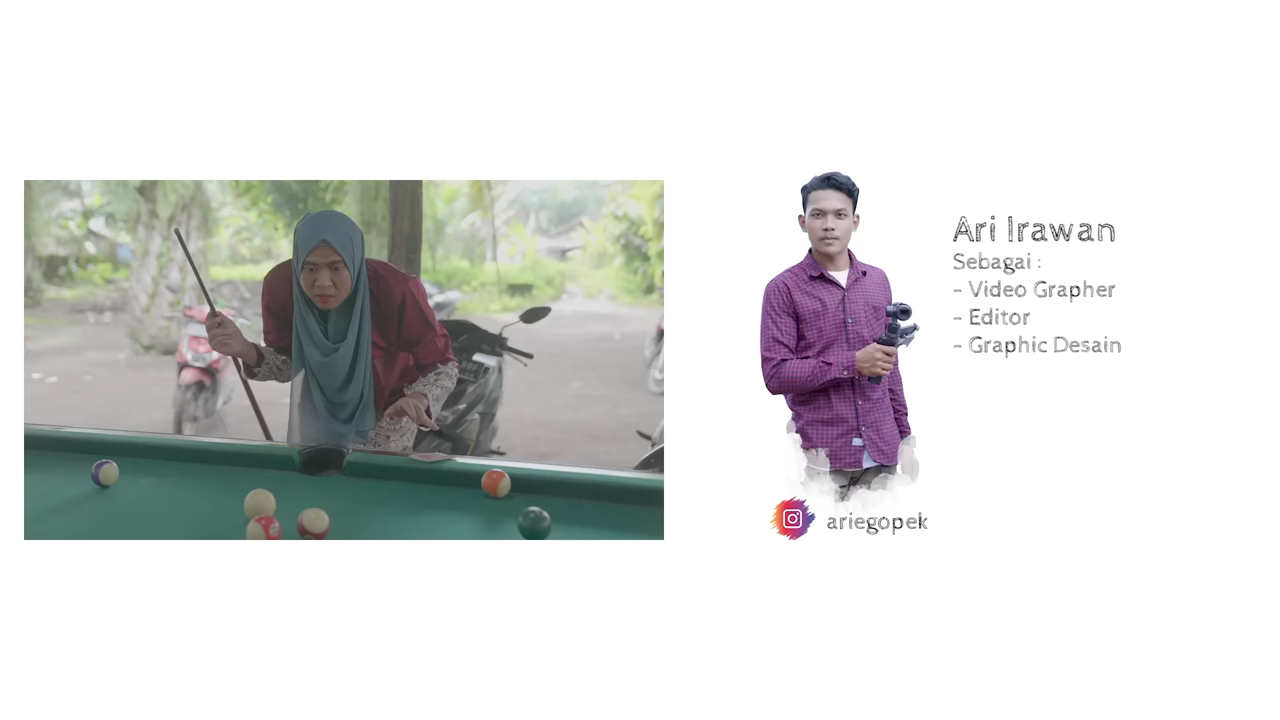 Ari Irawan
Sebagai :
- Video Grapher
- Editor
- Graphic Desain
ariegopek